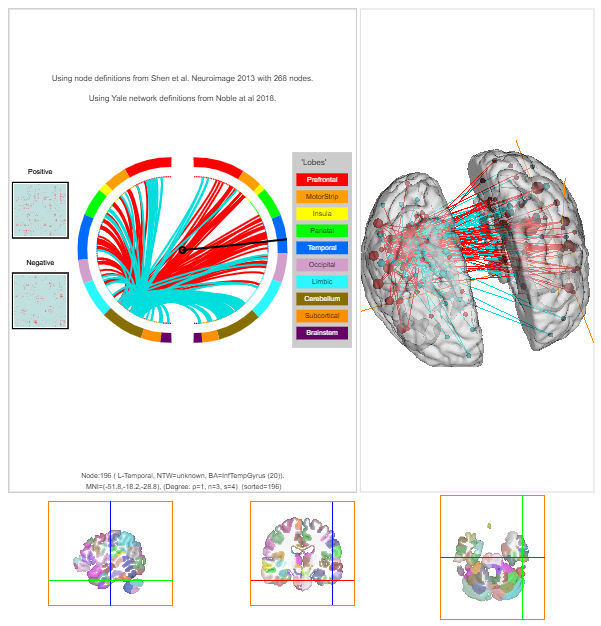 Using node definitions from Shen et al. Neuroimage 2013 with 268 nodes.
Using Yale network definitions from Noble at al 2018.
Positive
Negative
'Lobes'
Prefrontal
MotorStrip
Insula
Parietal
Temporal
Occipital
Limbic
Cerebellum
Subcortical
Brainstem
Node:196 ( L-Temporal, NTW=unknown, BA=InfTempGyrus (20)).
MNI=(-51.8,-18.2,-28.8), (Degree: p=1, n=3, s=4) (sorted=196)